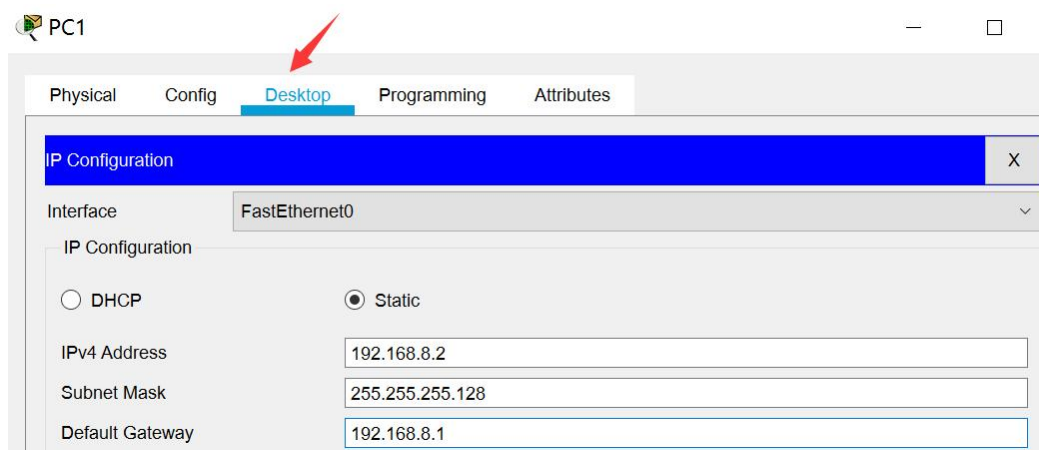 PC1
Physical Config Desktop Programming Attributes
IP Configuration X
Interface FastEthernet0
IP Configuration
DHCP Static
IPv4 Address 192.168.8.2
Subnet Mask 255.255.255.128
Default Gateway 192.168.8.1